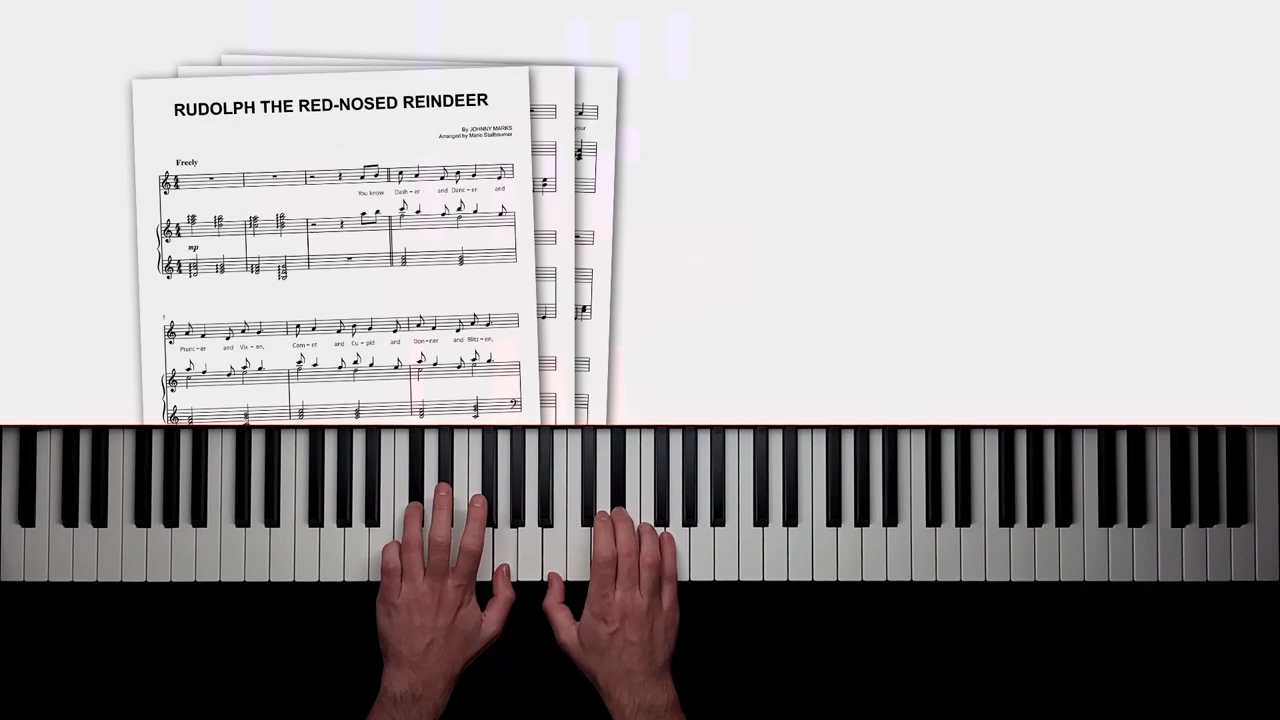 RUDOLPH THE RED-NOSED REINDEER
By JOHNNY MARKS
Arranged by Mario Stallbaumer
Freely
You know Dash – er and Danc – er and
mp
5
Pranc – er and Vix – en, Com – et and Cu – pid and Don – ner and Blitz – en,
your